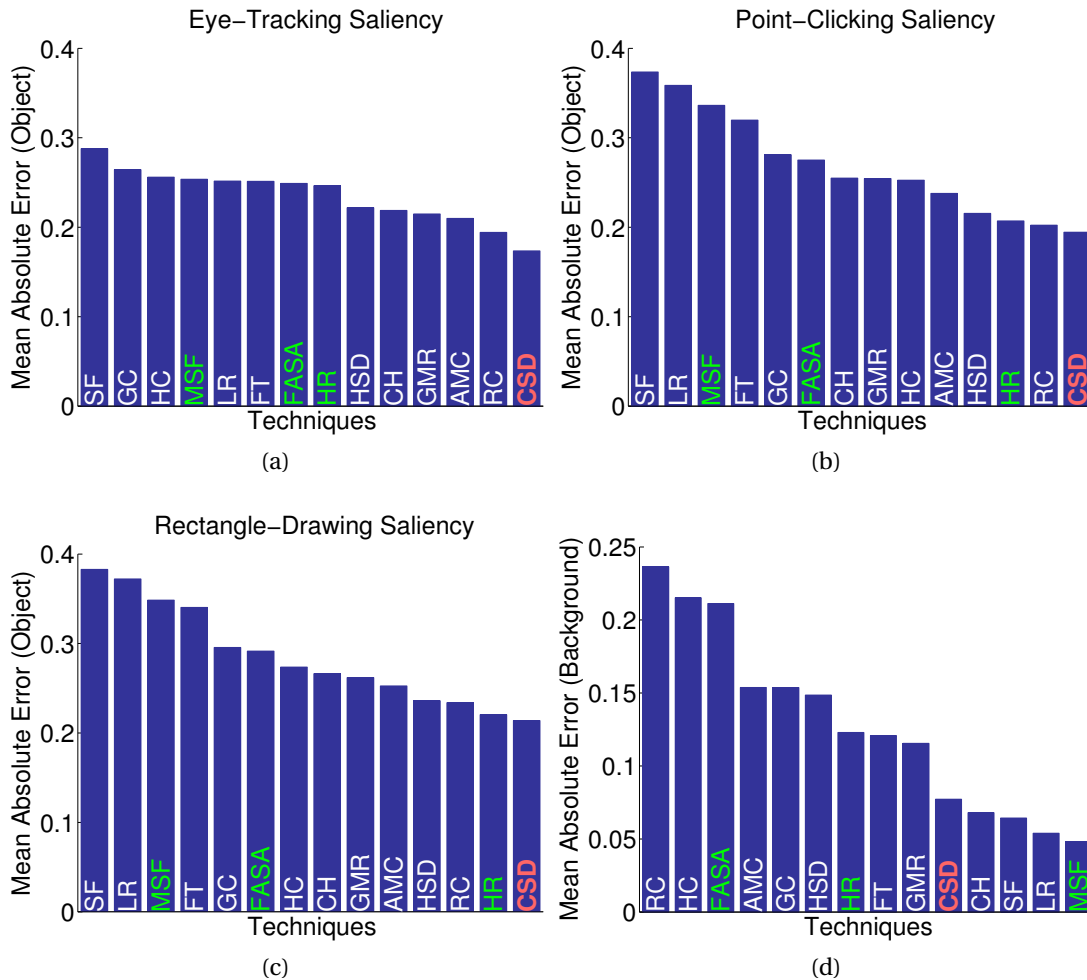 Eye−Tracking Saliency
Mean Absolute Error (Object)
0.4
0.3
0.2
0.1
0
SF GC HC MSF LR FT FASA HR HSD CH GMR AMC RC CSD
Techniques
(a)
Point−Clicking Saliency
Mean Absolute Error (Object)
0.4
0.3
0.2
0.1
0
SF LR MSF FT GC FASA CH GMR HC AMC HSD HR RC CSD
Techniques
(b)
Rectangle−Drawing Saliency
Mean Absolute Error (Object)
0.4
0.3
0.2
0.1
0
SF LR MSF FT GC FASA HC CH GMR AMC HSD RC HR CSD
Techniques
(c)
Mean Absolute Error (Background)
0.25
0.2
0.15
0.1
0.05
0
RC HC FASA AMC GC HSD HR FT GMR CSD CH SF LR MSF
Techniques
(d)